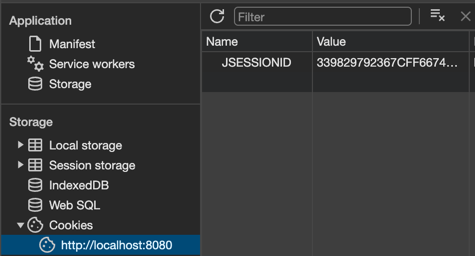 Application
Manifest
Service workers
Storage
Storage
Local storage
Session storage
IndexedDB
Web SQL
Cookies
http://localhost:8080
Filter
Name Value
JSESSIONID 339829792367CFF6674...